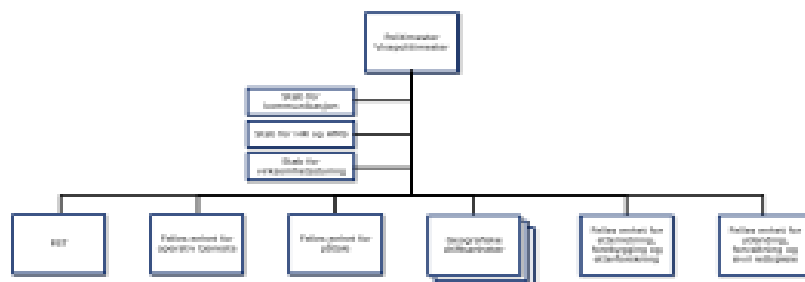 Politimester
Visepolitimester
Stab for
kommunikasjon
Stab for HR og HMS
Stab for
virksomhetsstyring
PST
Felles enhet for
operativ tjeneste
Felles enhet for
påtale
Geografiske
driftsenheter
Felles enhet for
etterretning,
forebygging og
etterforskning
Felles enhet for
utlending,
forvaltning og
sivil rettspleie